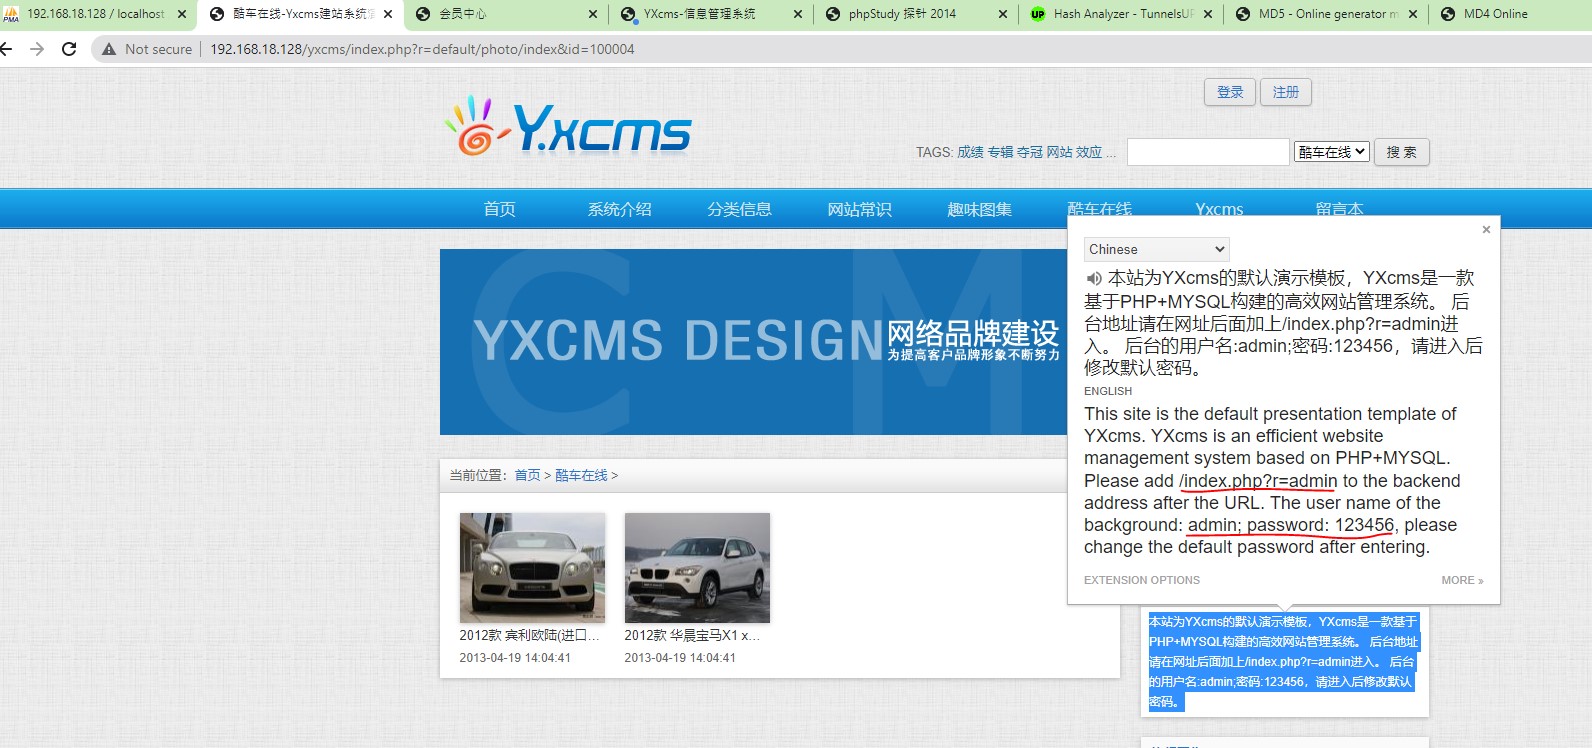 192.168.18.128 / localhost
酷车在线-Yxcms建站系统
会员中心
YXcms-信息管理系统
phpStudy 探针 2014
Hash Analyzer - TunnelsUP
MD5 - Online generator
MD4 Online
Not secure
192.168.18.128/yxcms/index.php?r=default/photo/index&id=100004
登录 注册
Y.xcms
TAGS: 成绩 专辑 夺冠 网站 效应 ...
酷车在线
搜 索
首页 系统介绍 分类信息 网站常识 趣味图集 酷车在线 Yxcms 留言本
YXCMS DESIGN
网络品牌建设
为提高客户品牌形象不断努力
Chinese
本站为YXcms的默认演示模板，YXcms是一款
基于PHP+MYSQL构建的高效网站管理系统。 后
台地址请在网址后面加上/index.php?r=admin进
入。 后台的用户名:admin;密码:123456，请进入后
修改默认密码。
ENGLISH
This site is the default presentation template of
YXcms. YXcms is an efficient website
management system based on PHP+MYSQL.
Please add /index.php?r=admin to the backend
address after the URL. The user name of the
background: admin; password: 123456, please
change the default password after entering.
EXTENSION OPTIONS
MORE »
当前位置：首页 > 酷车在线 >
2012款 宾利欧陆(进口...
2013-04-19 14:04:41
2012款 华晨宝马X1 x...
2013-04-19 14:04:41
本站为YXcms的默认演示模板，YXcms是一款基于
PHP+MYSQL构建的高效网站管理系统。 后台地址
请在网址后面加上/index.php?r=admin进入。 后台
的用户名:admin;密码:123456，请进入后修改默认
密码。